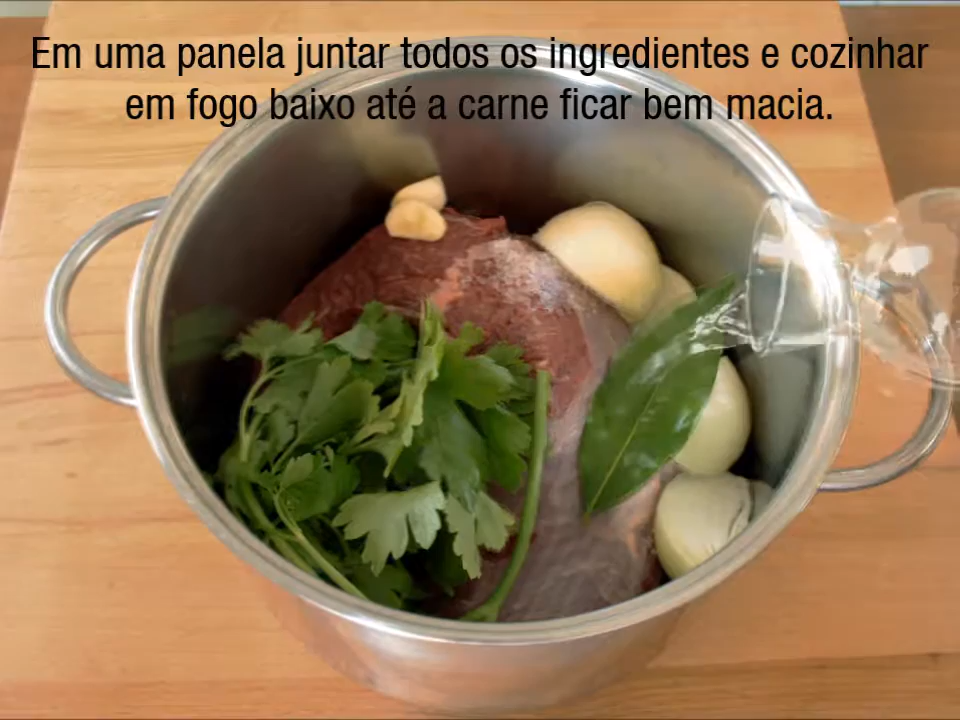 Em uma panela juntar todos os ingredientes e cozinhar
em fogo baixo até a carne ficar bem macia.